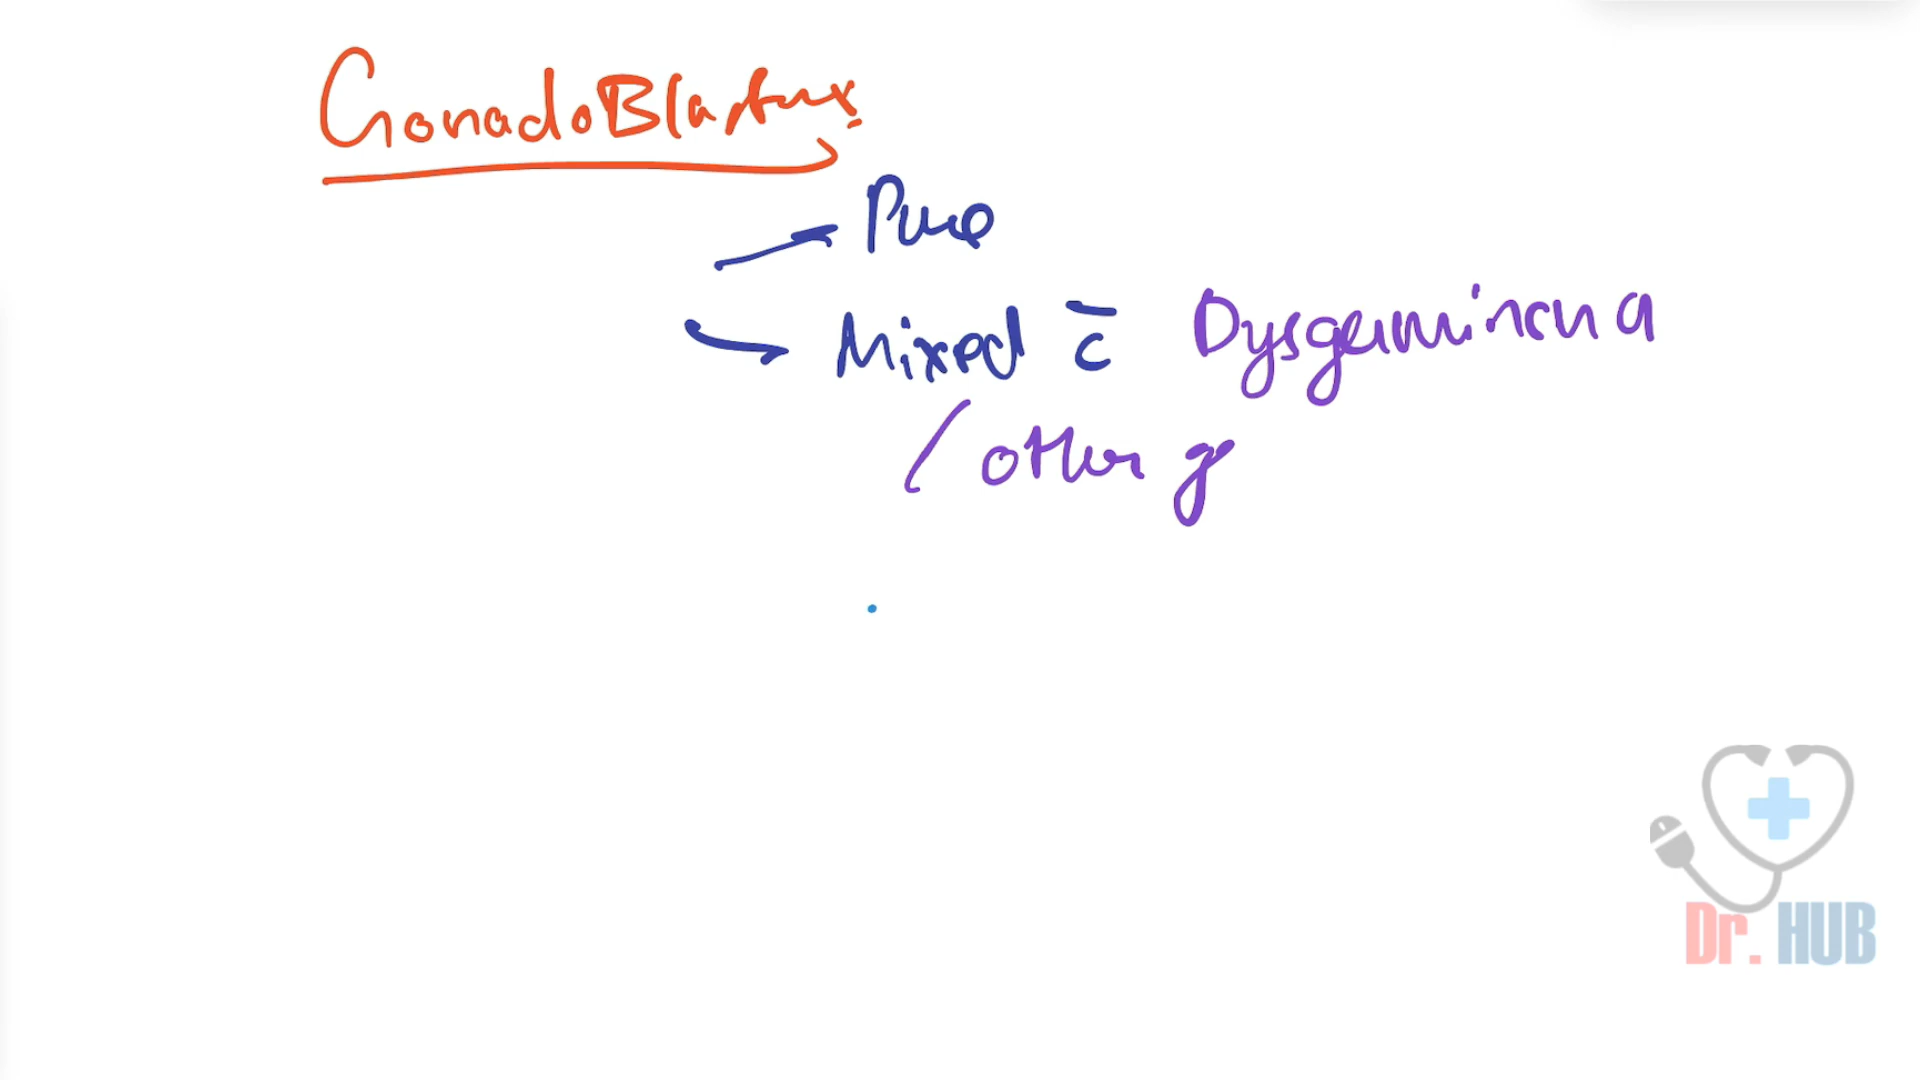 GonadoBlastoma
Pure
Mixed c̄ Dysgerminoma
/ other g
Dr. HUB